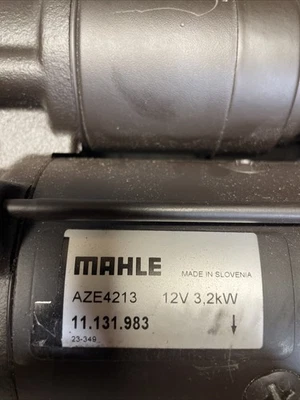 MAHLE MADE IN SLOVENIA
AZE4213 12V 3,2kW
11.131.983
23-349